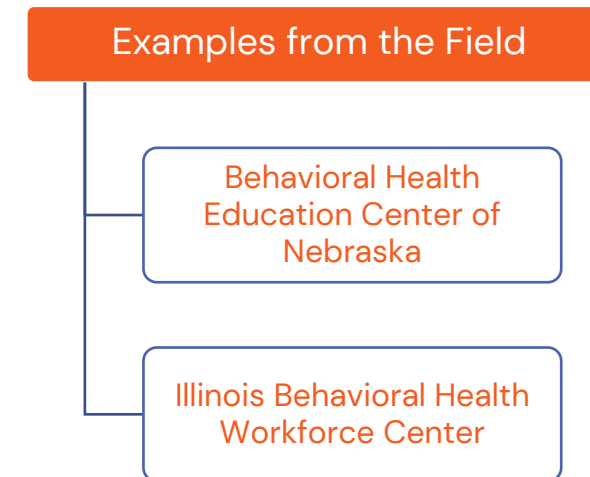 Examples from the Field
Behavioral Health
Education Center of
Nebraska
Illinois Behavioral Health
Workforce Center